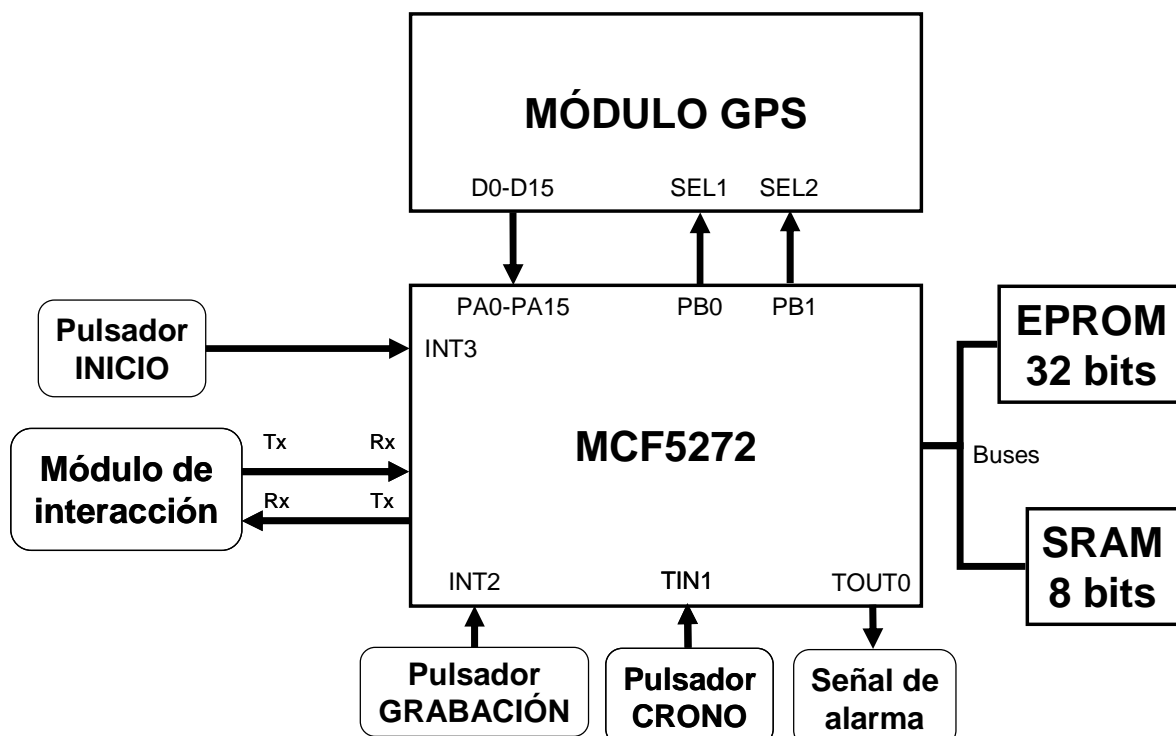 MÓDULO GPS
D0-D15 SEL1 SEL2
PA0-PA15 PB0 PB1
Pulsador
INICIO
INT3
EPROM
32 bits
MCF5272
Tx Rx
Módulo de
interacción
Rx Tx
Buses
SRAM
8 bits
INT2 TIN1 TOUT0
Pulsador
GRABACIÓN
Pulsador
CRONO
Señal de
alarma